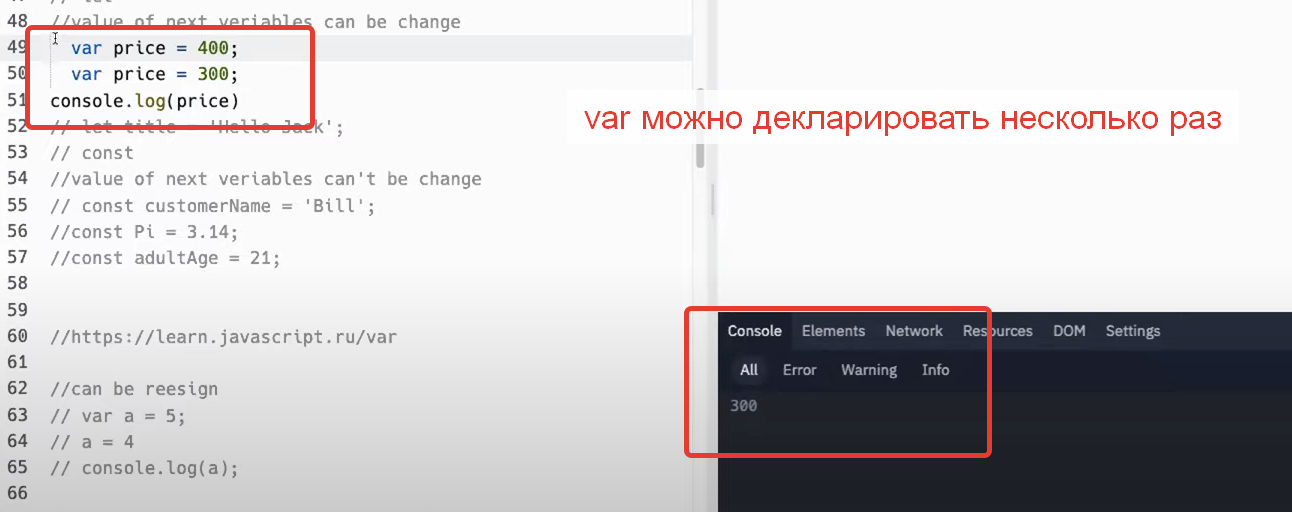 48 //value of next veriables can be change
49 var price = 400;
50 var price = 300;
51 console.log(price)
52 // let title = 'Hello Jack';
53 // const
54 //value of next veriables can't be change
55 // const customerName = 'Bill';
56 //const Pi = 3.14;
57 //const adultAge = 21;
58
59
60 //https://learn.javascript.ru/var
61
62 //can be reesign
63 // var a = 5;
64 // a = 4
65 // console.log(a);
66
var можно декларировать несколько раз
Console Elements Network Resources DOM Settings
All Error Warning Info
300